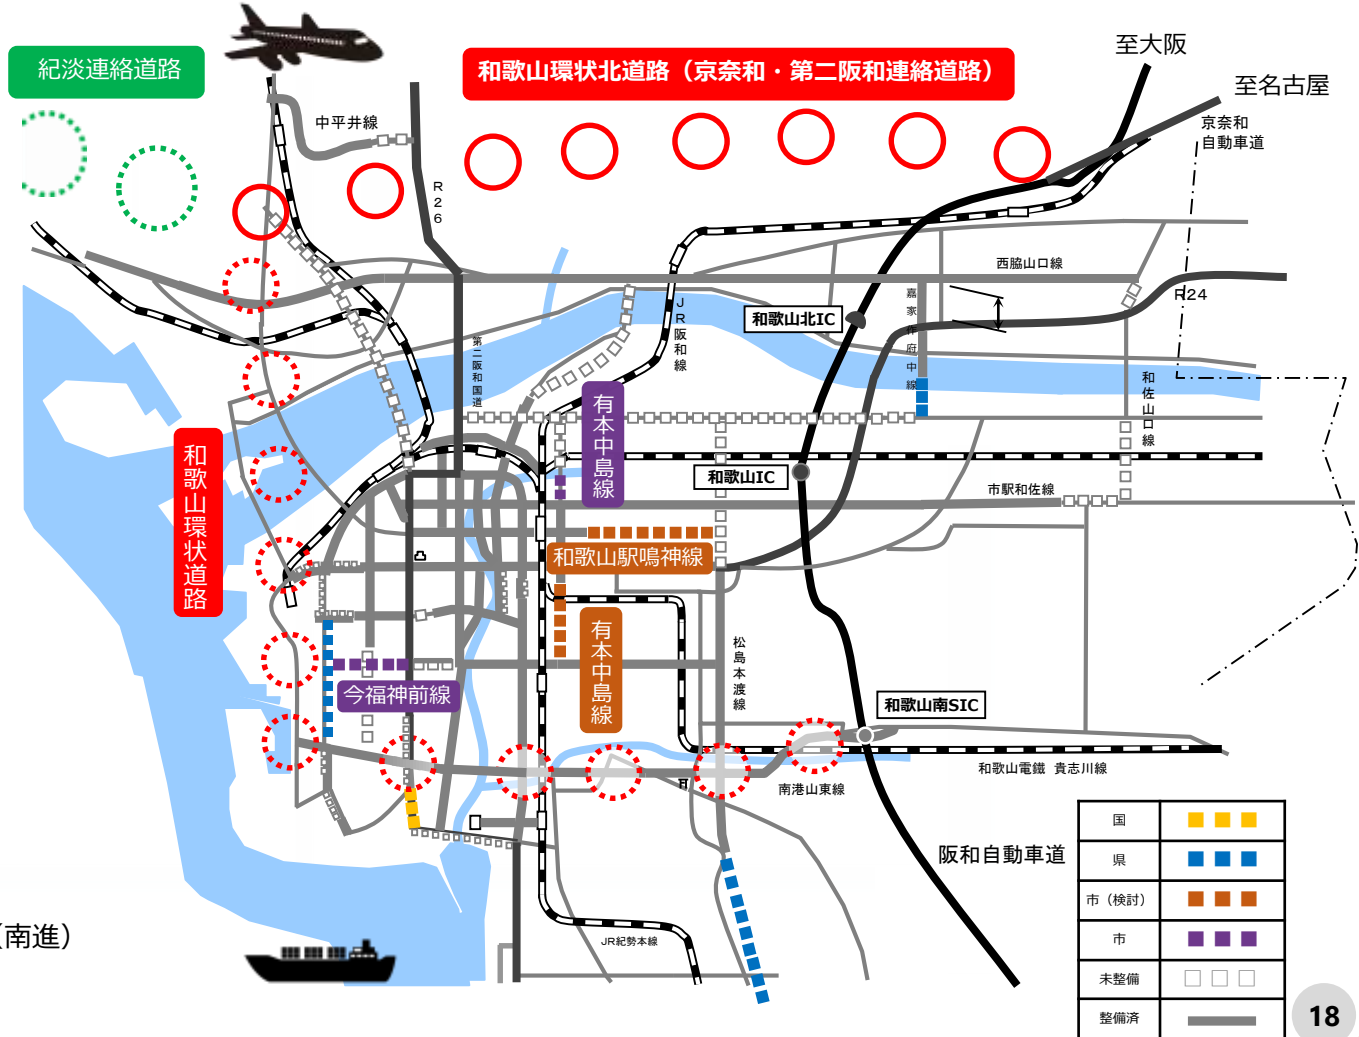 至大阪
紀淡連絡道路
和歌山環状北道路（京奈和・第二阪和連絡道路）
至名古屋
中平井線
京奈和
自動車道
R26
西脇山口線
嘉家作府中線
R24
JR阪和線
和歌山北IC
第二阪和国道
和佐山口線
有本中島線
和歌山環状道路
和歌山IC
市駅和佐線
和歌山駅鳴神線
有本中島線
松島本渡線
今福神前線
和歌山南SIC
和歌山電鐵 貴志川線
南港山東線
阪和自動車道
（南進）
JR紀勢本線
国
県
市（検討）
市
未整備
整備済
18